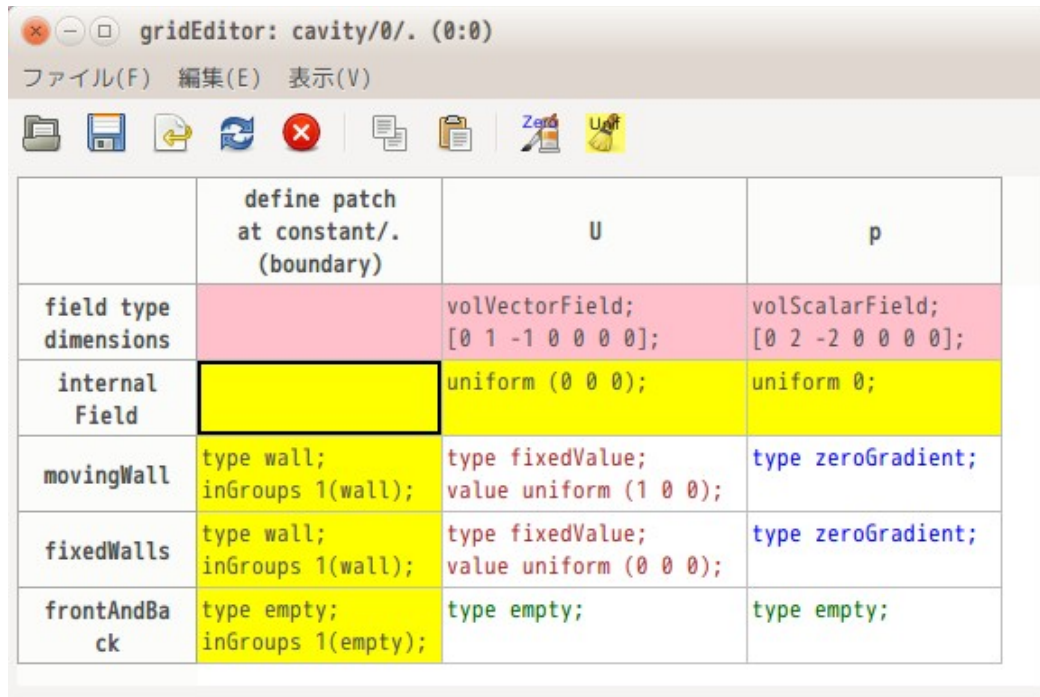 gridEditor: cavity/0/. (0:0)
ファイル(F) 編集(E) 表示(V)
Zero
Unif
define patch
at constant/.
(boundary)
U
p
field type
dimensions
volVectorField;
[0 1 -1 0 0 0 0];
volScalarField;
[0 2 -2 0 0 0 0];
internal
Field
uniform (0 0 0);
uniform 0;
movingWall
type wall;
inGroups 1(wall);
type fixedValue;
value uniform (1 0 0);
type zeroGradient;
fixedWalls
type wall;
inGroups 1(wall);
type fixedValue;
value uniform (0 0 0);
type zeroGradient;
frontAndBa
ck
type empty;
inGroups 1(empty);
type empty;
type empty;